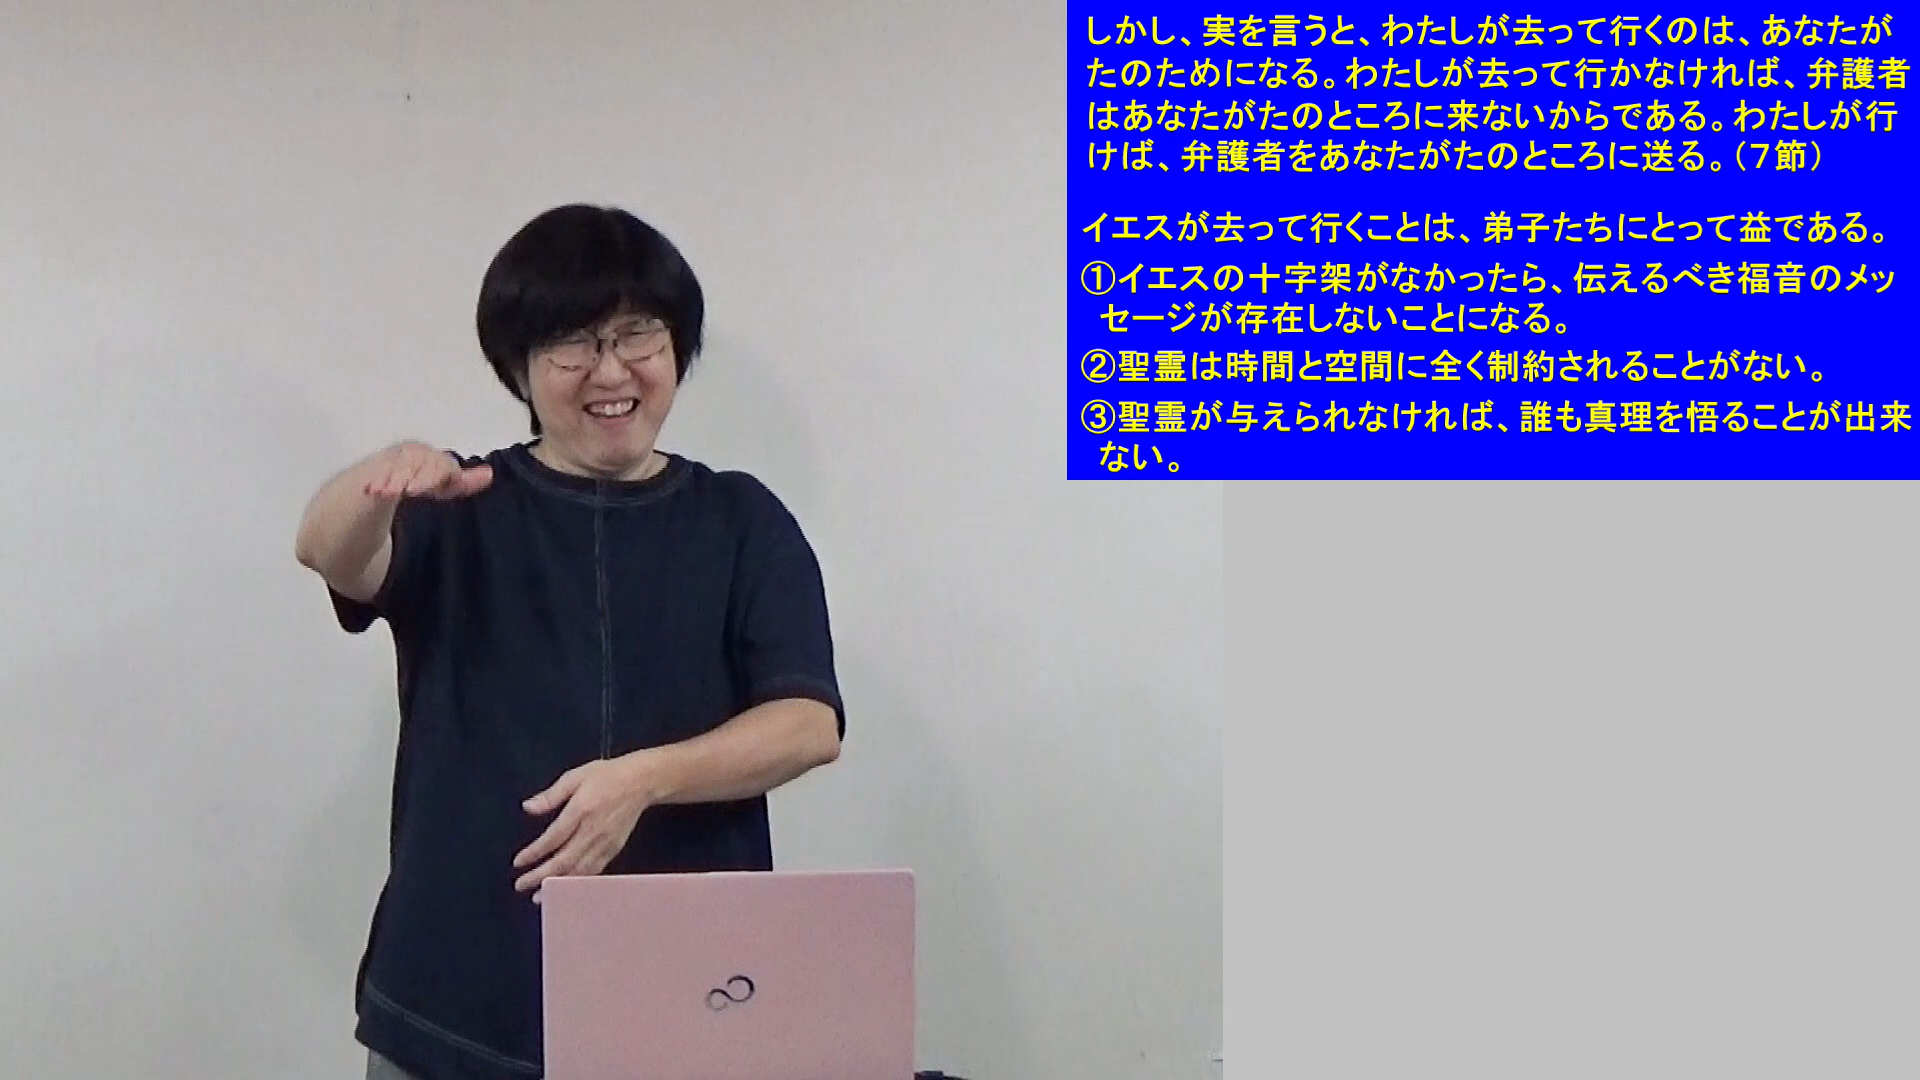 しかし、実を言うと、わたしが去って行くのは、あなたが
たのためになる。わたしが去って行かなければ、弁護者
はあなたがたのところに来ないからである。わたしが行
けば、弁護者をあなたがたのところに送る。（７節）
イエスが去って行くことは、弟子たちにとって益である。
①イエスの十字架がなかったら、伝えるべき福音のメッ
セージが存在しないことになる。
②聖霊は時間と空間に全く制約されることがない。
③聖霊が与えられなければ、誰も真理を悟ることが出来
ない。